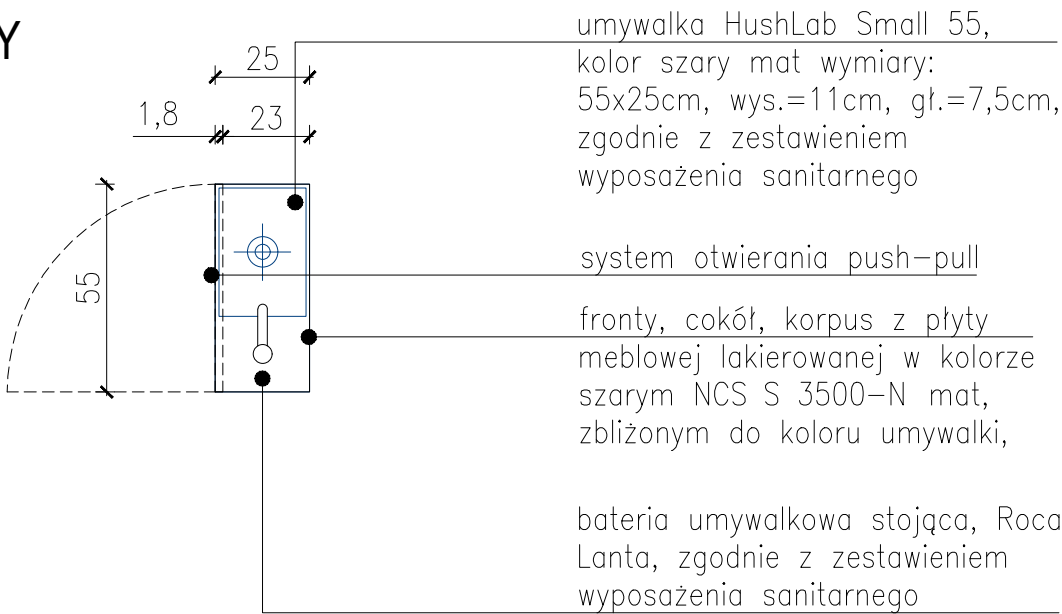 Y
umywalka HushLab Small 55,
kolor szary mat wymiary:
55x25cm, wys.=11cm, gł.=7,5cm,
zgodnie z zestawieniem
wyposażenia sanitarnego
25
1,8
23
55
system otwierania push-pull
fronty, cokół, korpus z płyty
meblowej lakierowanej w kolorze
szarym NCS S 3500-N mat,
zbliżonym do koloru umywalki,
bateria umywalkowa stojąca, Roca
Lanta, zgodnie z zestawieniem
wyposażenia sanitarnego